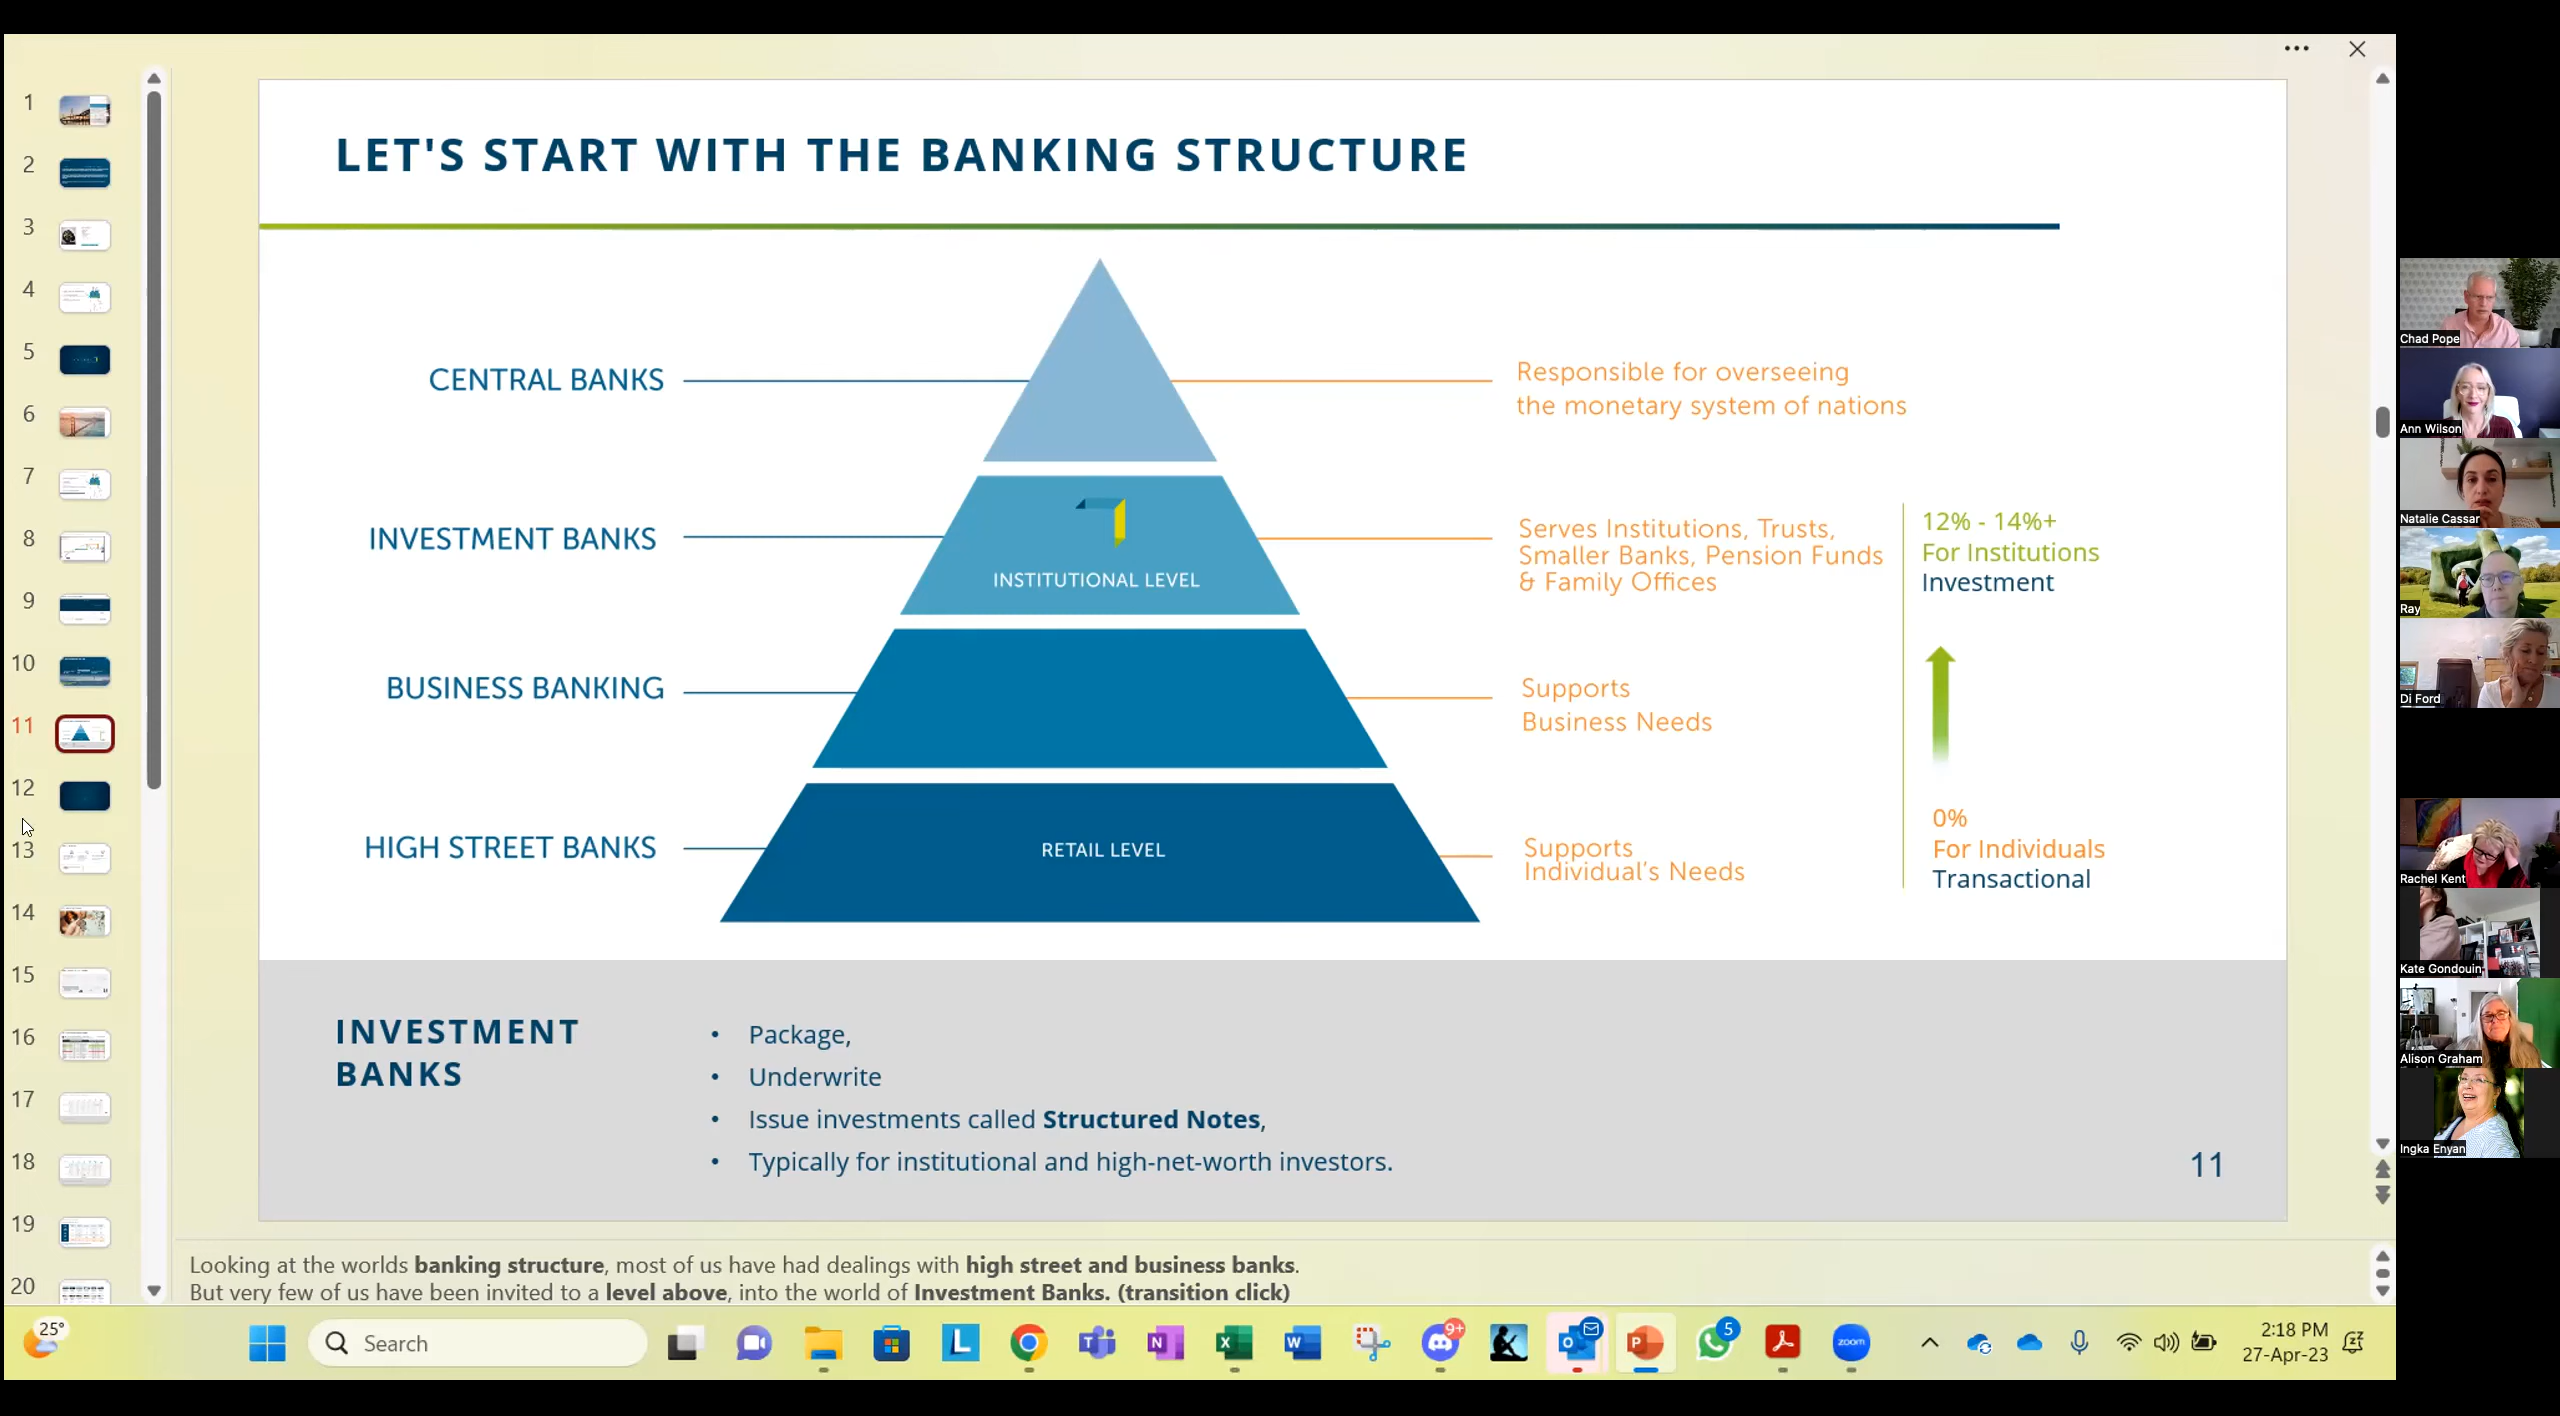 LET'S START WITH THE BANKING STRUCTURE
CENTRAL BANKS
Responsible for overseeing
the monetary system of nations
INVESTMENT BANKS
INSTITUTIONAL LEVEL
Serves Institutions, Trusts,
Smaller Banks, Pension Funds
& Family Offices
12% - 14%+
For Institutions
Investment
BUSINESS BANKING
Supports
Business Needs
HIGH STREET BANKS
RETAIL LEVEL
Supports
Individual's Needs
0%
For Individuals
Transactional
INVESTMENT
BANKS
• Package,
• Underwrite
• Issue investments called Structured Notes,
• Typically for institutional and high-net-worth investors.
11
Looking at the worlds banking structure, most of us have had dealings with high street and business banks.
But very few of us have been invited to a level above, into the world of Investment Banks. (transition click)
1
2
3
4
5
6
7
8
9
10
11
12
13
14
15
16
17
18
19
20
Chad Pope
Ann Wilson
Natalie Cassar
Ray
Di Ford
Rachel Kent
Kate Gondouin
Alison Graham
Ingka Enyan
25°
Search
9+
5
zoom
2:18 PM
27-Apr-23